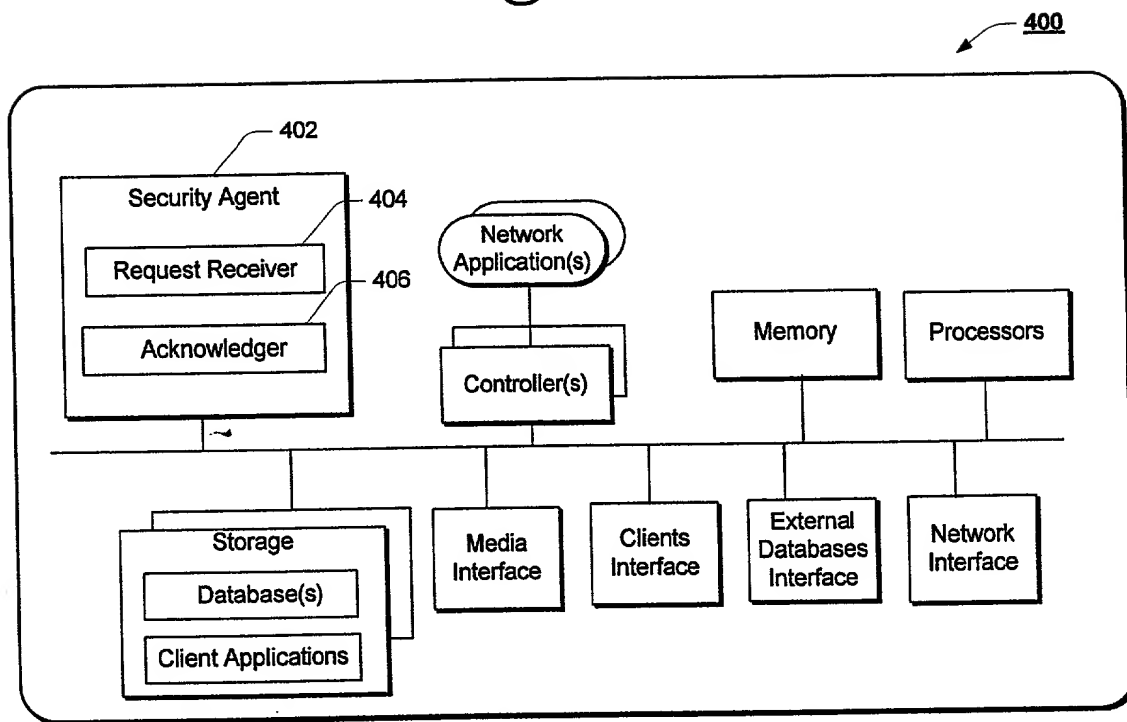 400
402
Security Agent
404
Request Receiver
406
Acknowledger
Network
Application(s)
Controller(s)
Memory
Processors
Storage
Database(s)
Client Applications
Media
Interface
Clients
Interface
External
Databases
Interface
Network
Interface